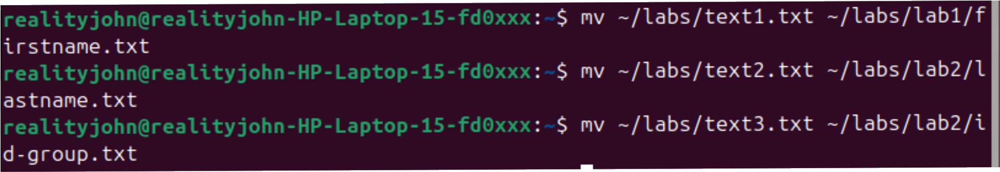 realityjohn@realityjohn-HP-Laptop-15-fd0xxx:~$ mv ~/labs/text1.txt ~/labs/lab1/f
irstname.txt
realityjohn@realityjohn-HP-Laptop-15-fd0xxx:~$ mv ~/labs/text2.txt ~/labs/lab2/l
astname.txt
realityjohn@realityjohn-HP-Laptop-15-fd0xxx:~$ mv ~/labs/text3.txt ~/labs/lab2/i
d-group.txt